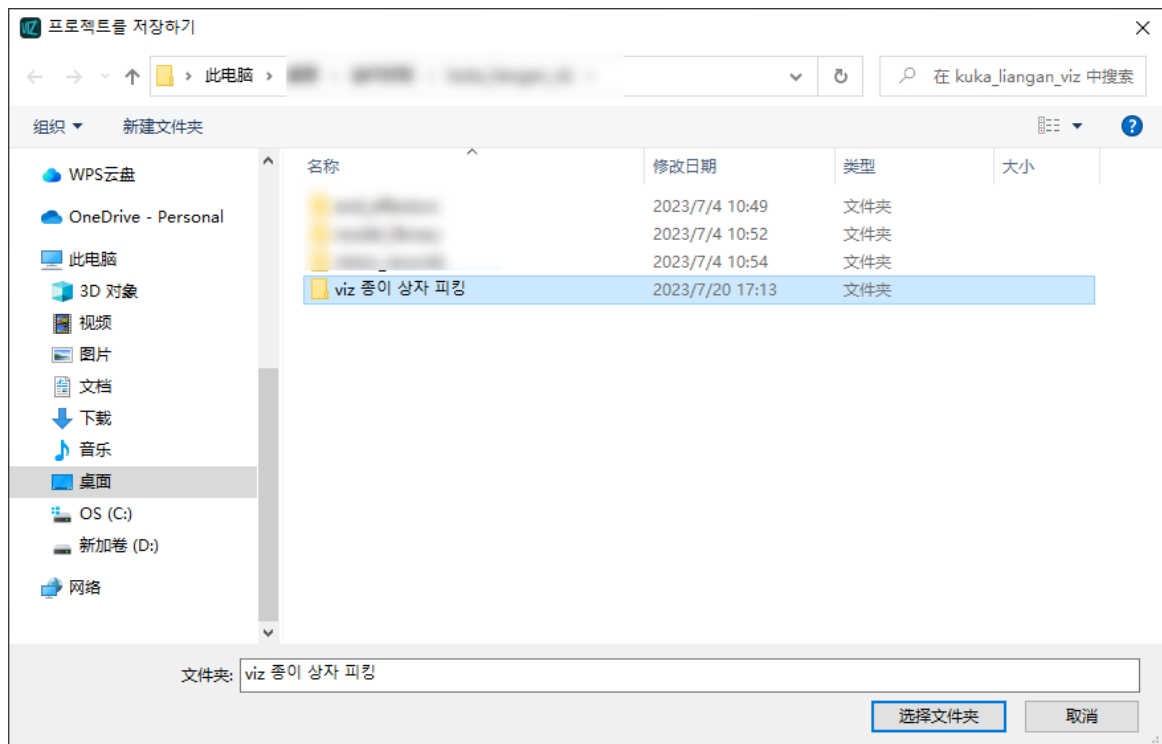 프로젝트를 저장하기
此电脑
在 kuka_liangan_viz 中搜索
组织 新建文件夹
名称 修改日期 类型 大小
2023/7/4 10:49 文件夹
2023/7/4 10:52 文件夹
2023/7/4 10:54 文件夹
viz 종이 상자 피킹 2023/7/20 17:13 文件夹
WPS云盘
OneDrive - Personal
此电脑
3D 对象
视频
图片
文档
下载
音乐
桌面
OS (C:)
新加卷 (D:)
网络
文件夹: viz 종이 상자 피킹
选择文件夹 取消